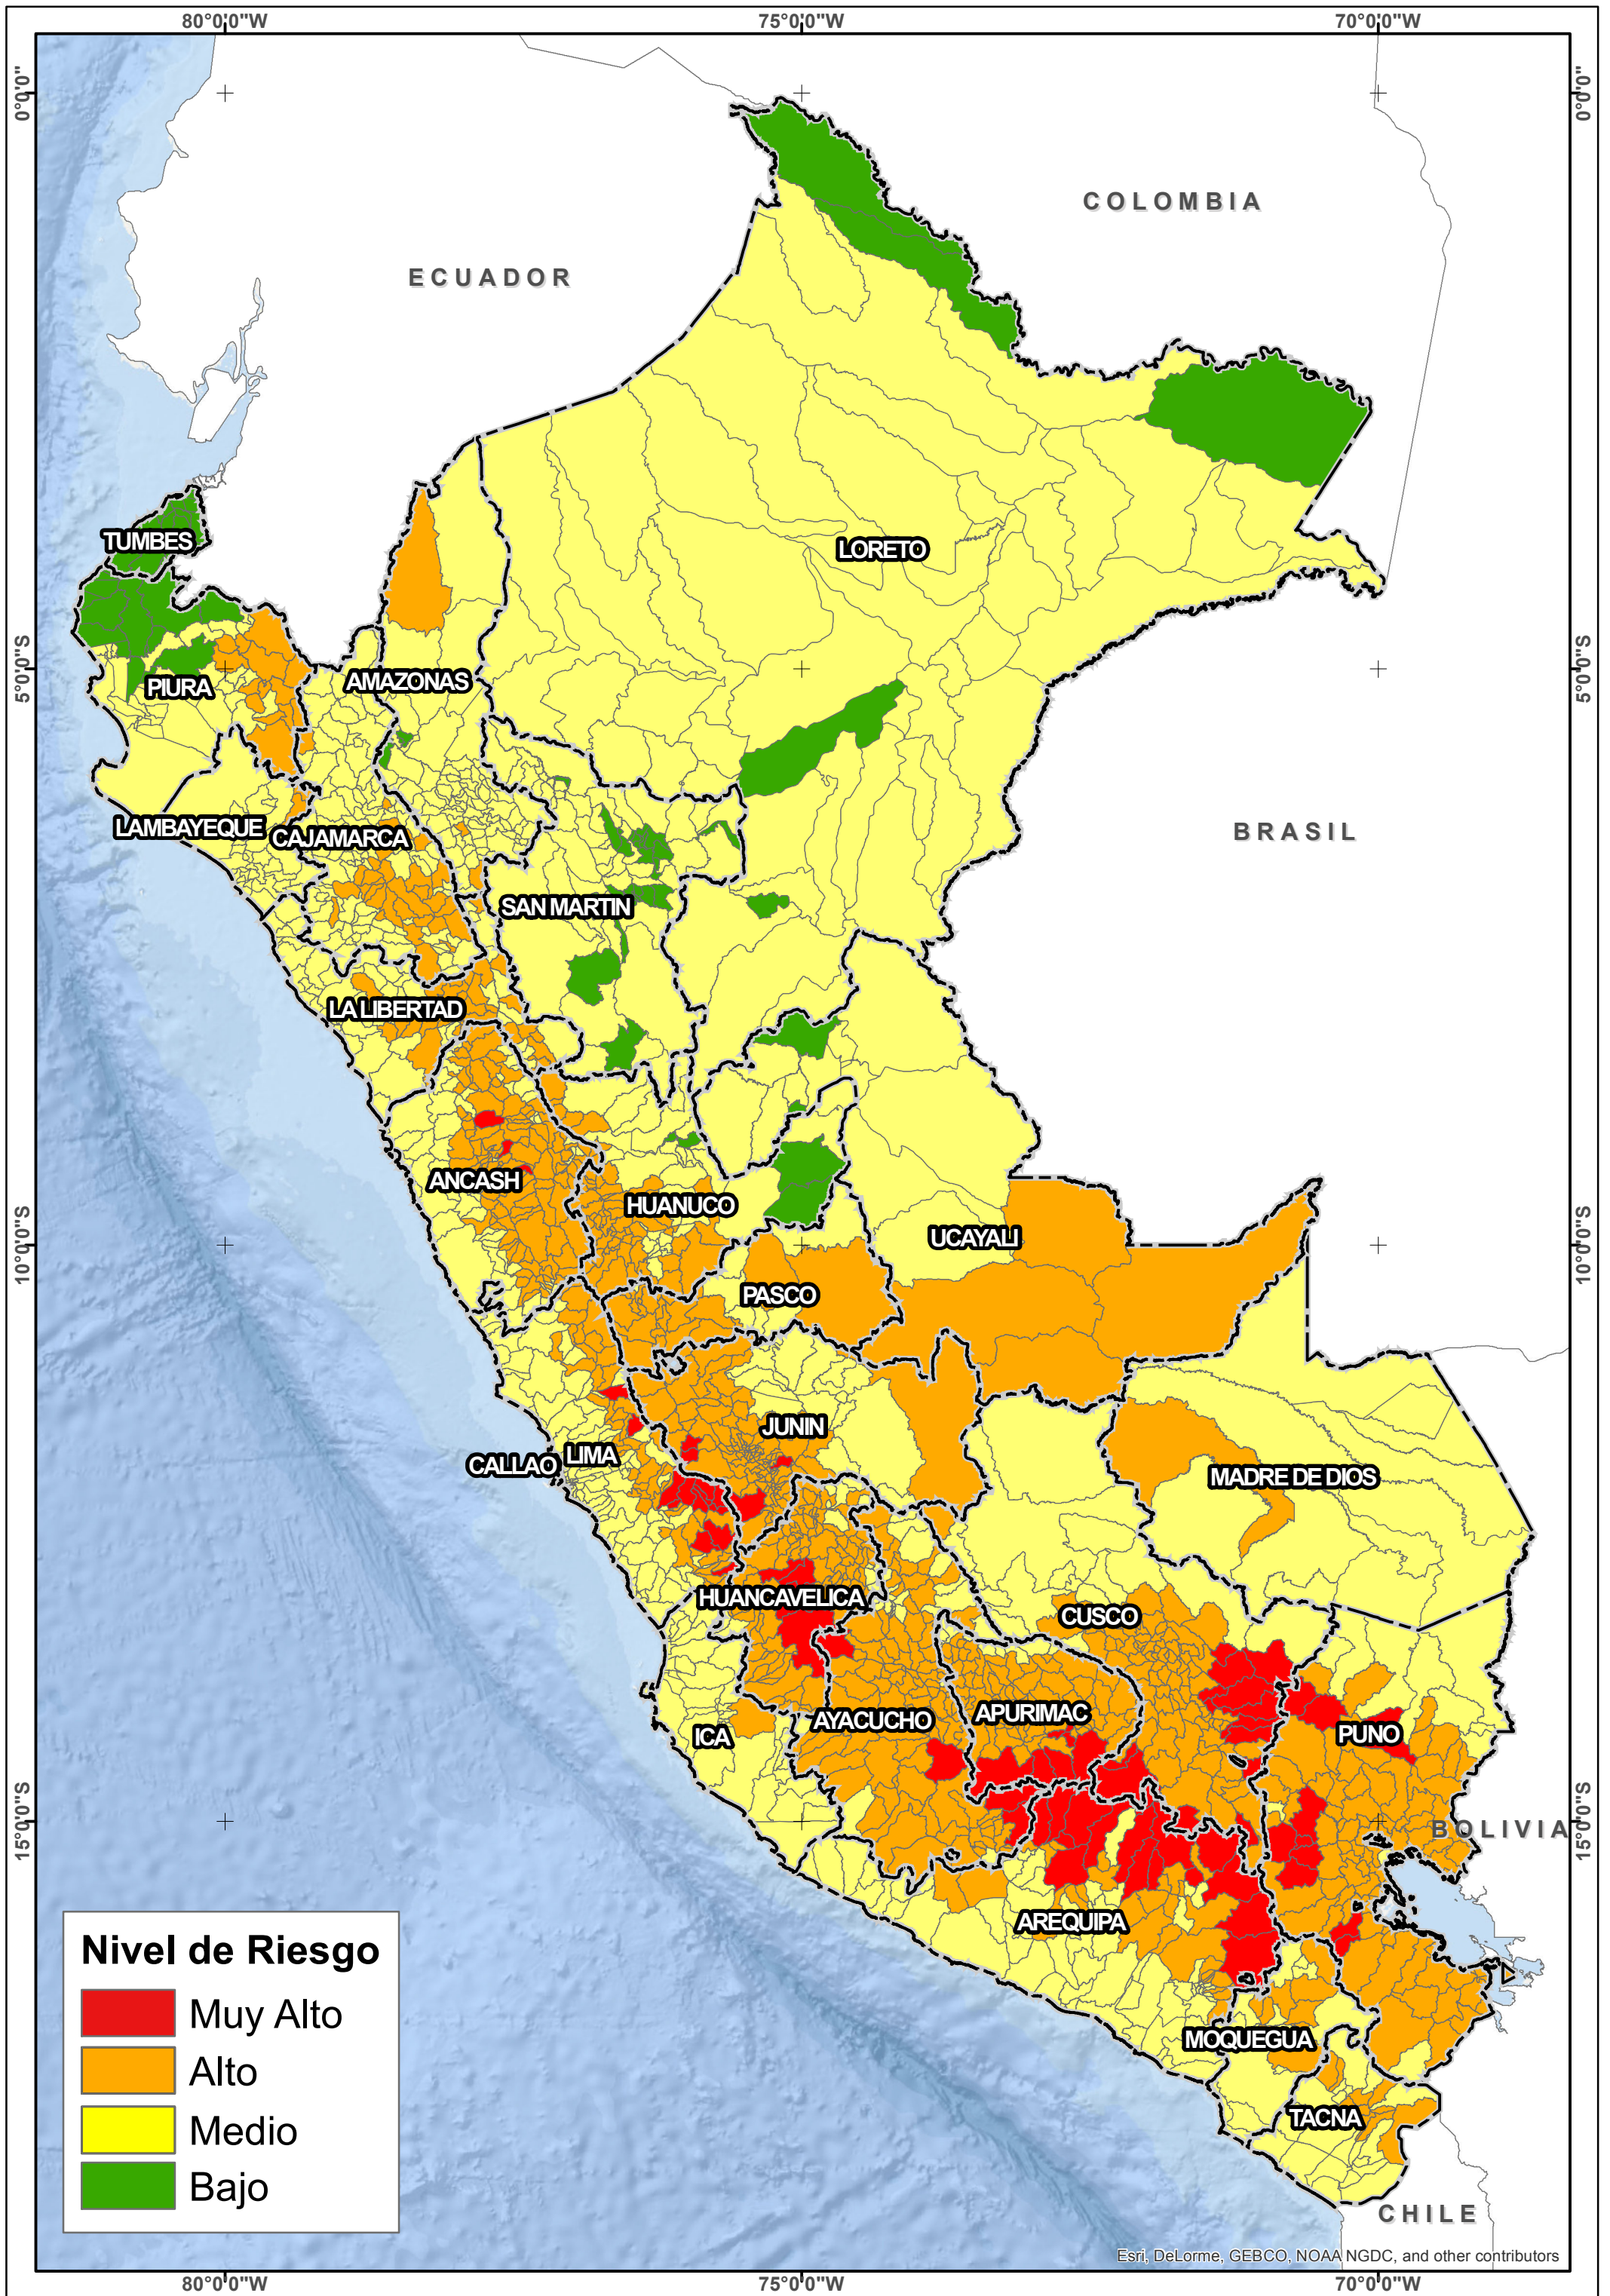 80°0'0"W
75°0'0"W
70°0'0"W
0°0'0"
0°0'0"
COLOMBIA
ECUADOR
TUMBES
LORETO
5°0'0"S
5°0'0"S
AMAZONAS
PIURA
LAMBAYEQUE
CAJAMARCA
BRASIL
SAN MARTIN
LA LIBERTAD
ANCASH
HUANUCO
UCAYALI
10°0'0"S
10°0'0"S
PASCO
JUNIN
LIMA
CALLAO
MADRE DE DIOS
HUANCAVELICA
CUSCO
APURIMAC
AYACUCHO
ICA
PUNO
15°0'0"S
15°0'0"S
BOLIVIA
AREQUIPA
MOQUEGUA
TACNA
CHILE
Nivel de Riesgo
Muy Alto
Alto
Medio
Bajo
Esri, DeLorme, GEBCO, NOAA NGDC, and other contributors
80°0'0"W
75°0'0"W
70°0'0"W